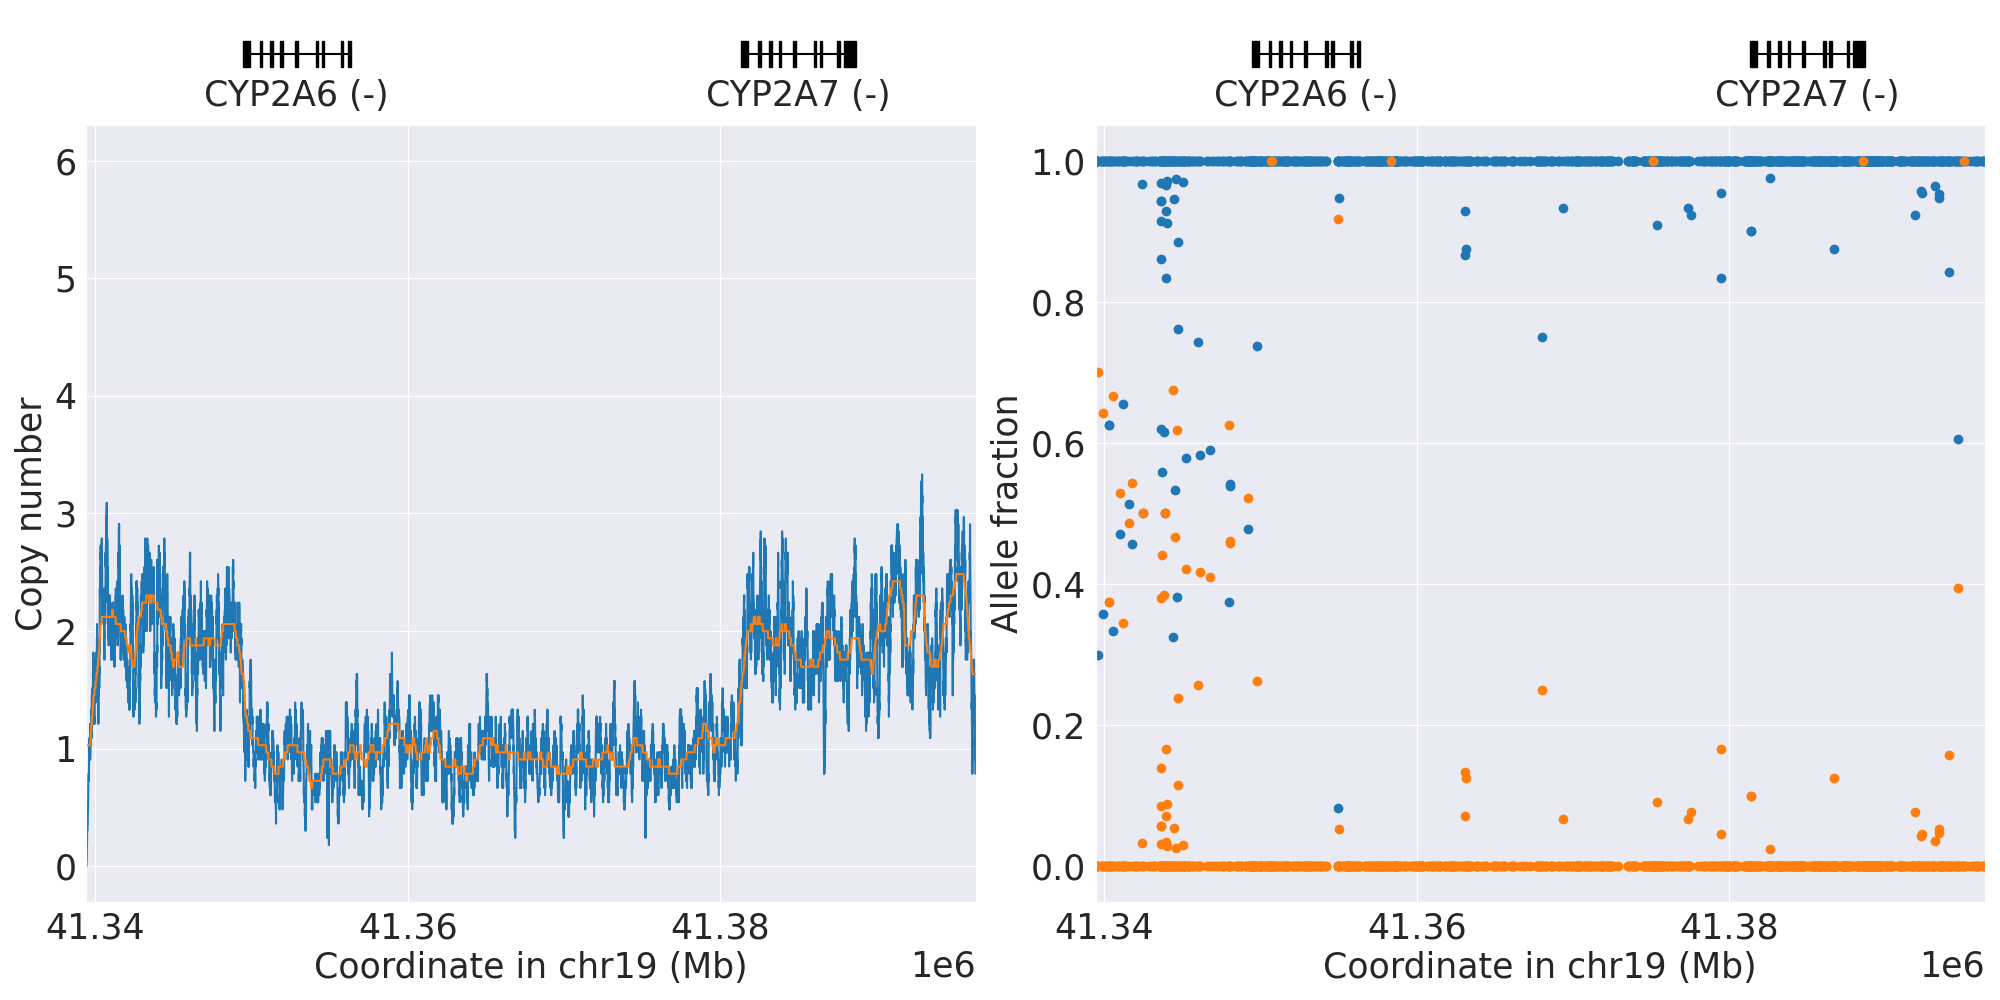 CYP2A6 (-)
CYP2A7 (-)
6
5
4
3
2
1
0
Copy number
41.34
41.36
41.38
Coordinate in chr19 (Mb)
1e6
CYP2A6 (-)
CYP2A7 (-)
1.0
0.8
0.6
0.4
0.2
0.0
Allele fraction
41.34
41.36
41.38
Coordinate in chr19 (Mb)
1e6